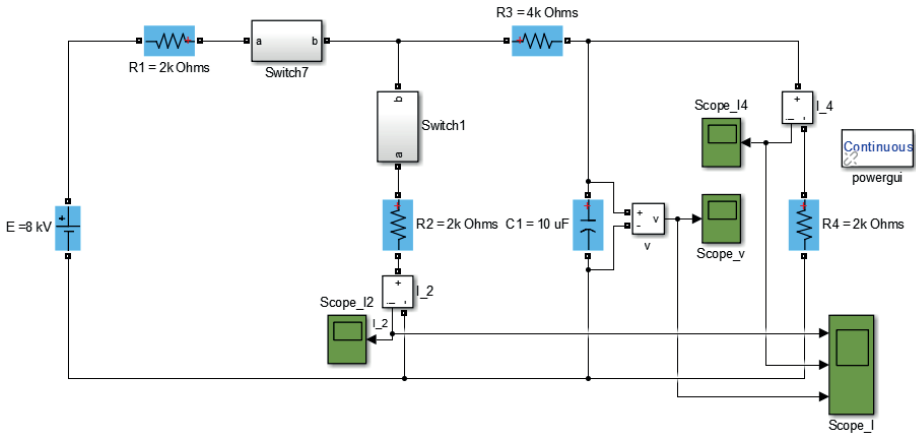 R3 = 4k Ohms
a
b
R1 = 2k Ohms
Switch7
b
a
Switch1
Scope_I4
+
i
-
I_4
Continuous
powergui
E =8 kV
+
R2 = 2k Ohms
C1 = 10 uF
+
-
v
v
Scope_v
R4 = 2k Ohms
+
i
-
I_2
Scope_I2
I_2
Scope_I